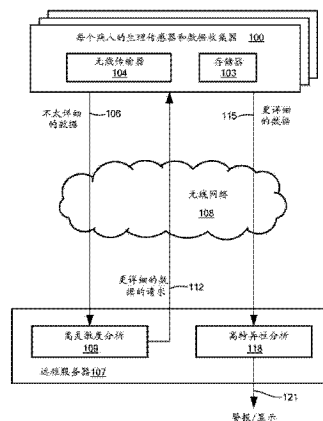 每个病人的生理传感器和数据收集器 100
无线传输器
104
存储器
103
不太详细
的数据
106
115
更详细
的数据
无线网络
108
更详细的数
据的请求
112
高灵敏度分析
109
高特异性分析
118
远程服务器107
121
警报/显示